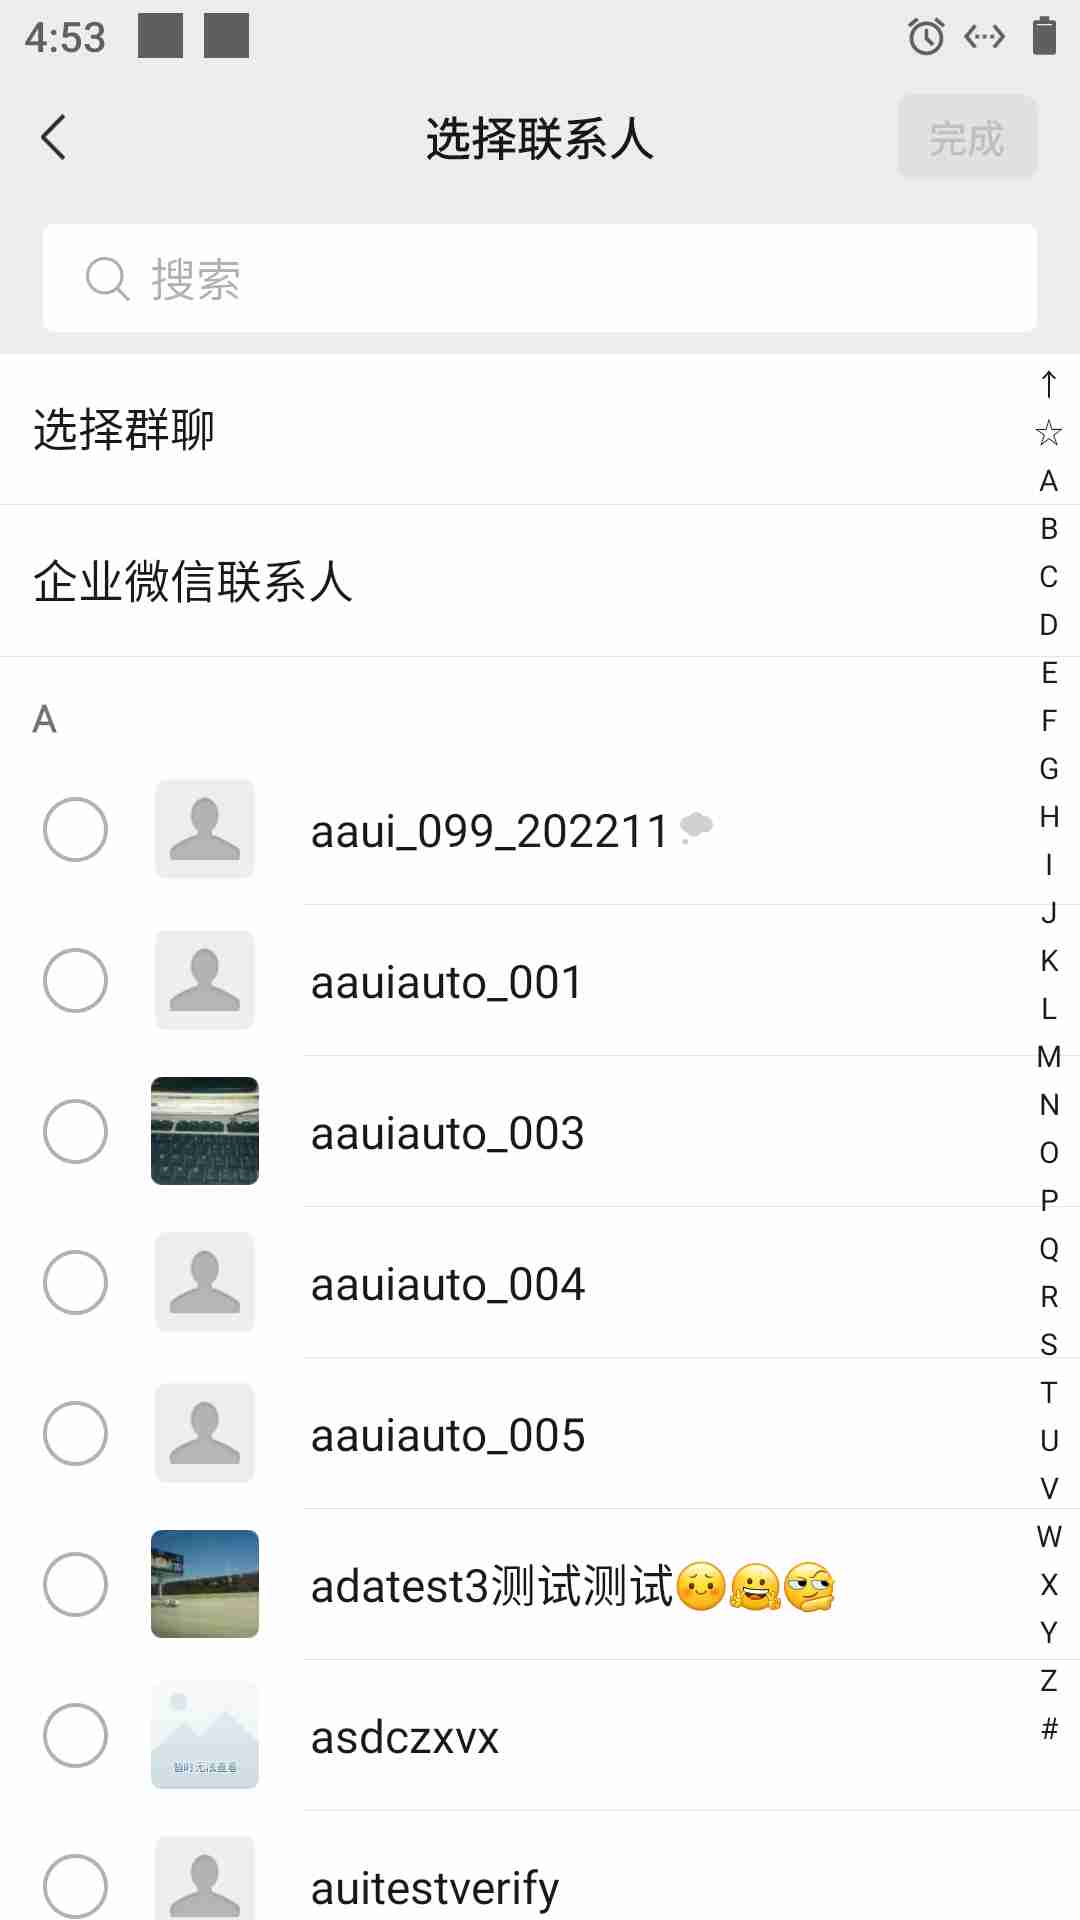 4:53
选择联系人
完成
搜索
选择群聊
企业微信联系人
A
aaui_099_202211
aauiauto_001
aauiauto_003
aauiauto_004
aauiauto_005
adatest3测试测试😌🤗🤔
asdczxvx
暂时无法查看
auitestverify
↑
☆
A
B
C
D
E
F
G
H
I
J
K
L
M
N
O
P
Q
R
S
T
U
V
W
X
Y
Z
#